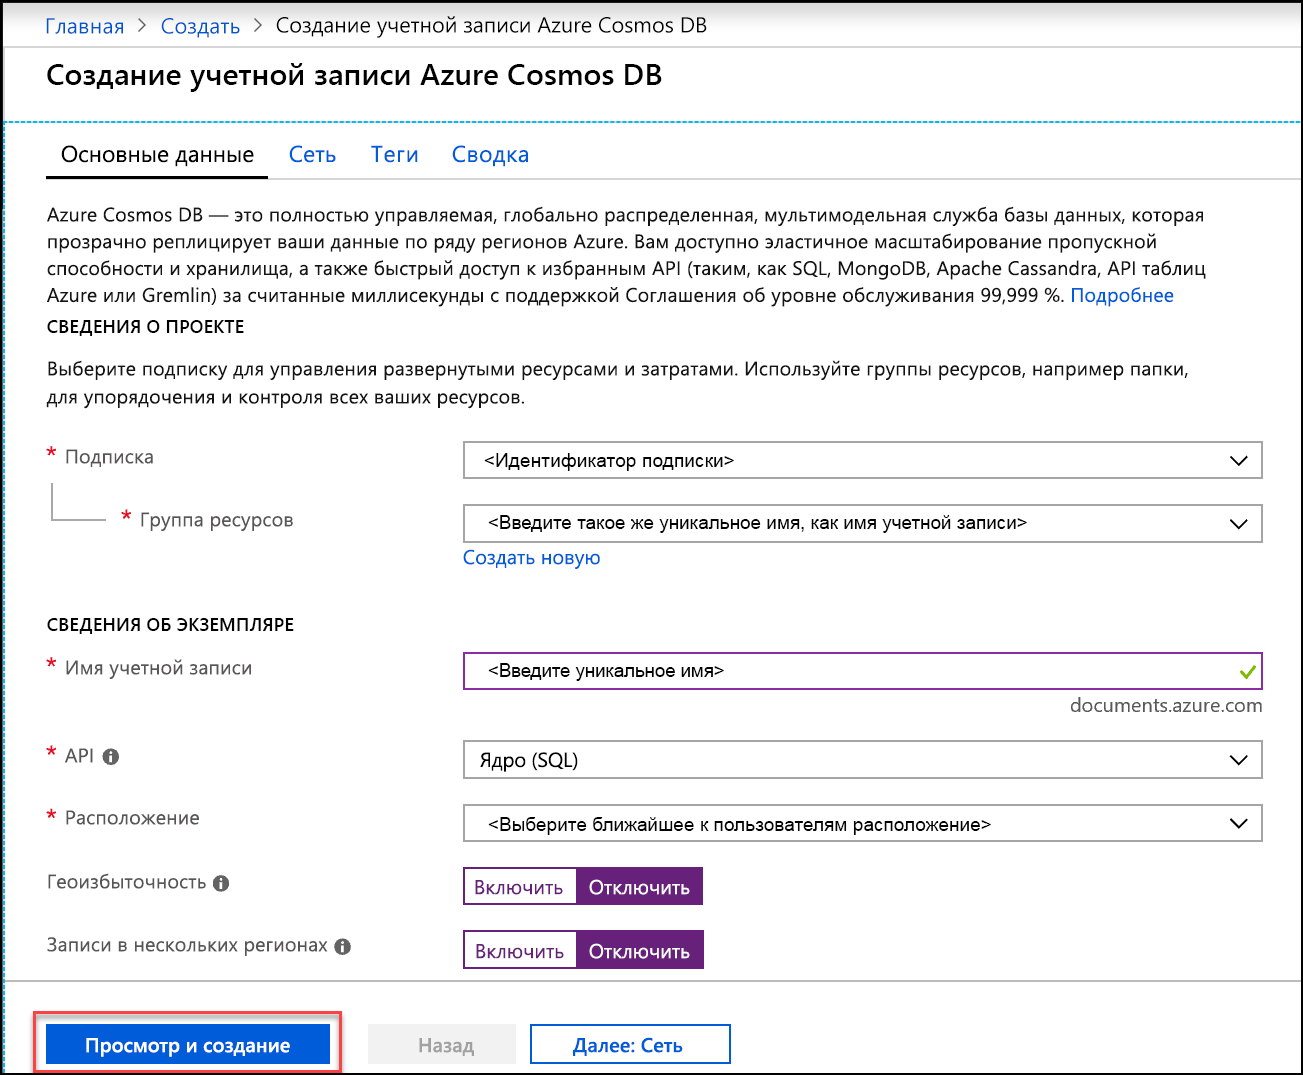 Главная > Создать > Создание учетной записи Azure Cosmos DB
Создание учетной записи Azure Cosmos DB
Основные данные Сеть Теги Сводка
Azure Cosmos DB — это полностью управляемая, глобально распределенная, мультимодельная служба базы данных, которая
прозрачно реплицирует ваши данные по ряду регионов Azure. Вам доступно эластичное масштабирование пропускной
способности и хранилища, а также быстрый доступ к избранным API (таким, как SQL, MongoDB, Apache Cassandra, API таблиц
Azure или Gremlin) за считанные миллисекунды с поддержкой Соглашения об уровне обслуживания 99,999 %. Подробнее
СВЕДЕНИЯ О ПРОЕКТЕ
Выберите подписку для управления развернутыми ресурсами и затратами. Используйте группы ресурсов, например папки,
для упорядочения и контроля всех ваших ресурсов.
* Подписка <Идентификатор подписки>
* Группа ресурсов <Введите такое же уникальное имя, как имя учетной записи>
Создать новую
СВЕДЕНИЯ ОБ ЭКЗЕМПЛЯРЕ
* Имя учетной записи <Введите уникальное имя>
documents.azure.com
* API Ядро (SQL)
* Расположение <Выберите ближайшее к пользователям расположение>
Геоизбыточность Включить Отключить
Записи в нескольких регионах Включить Отключить
Просмотр и создание Назад Далее: Сеть